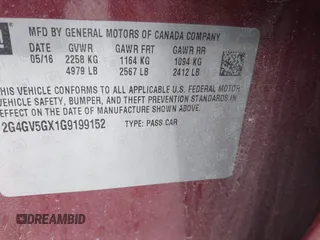 GM
MFD BY GENERAL MOTORS OF CANADA COMPANY
DATE GVWR GAWR FRT GAWR RR
05/16 2258 KG 1164 KG 1094 KG
4979 LB 2567 LB 2412 LB
THIS VEHICLE CONFORMS TO ALL APPLICABLE U.S. FEDERAL MOTOR
VEHICLE SAFETY, BUMPER, AND THEFT PREVENTION STANDARDS IN
EFFECT ON THE DATE OF MANUFACTURE SHOWN ABOVE.
2G4GV5GX1G9199152 TYPE: PASS CAR
DREAMBID